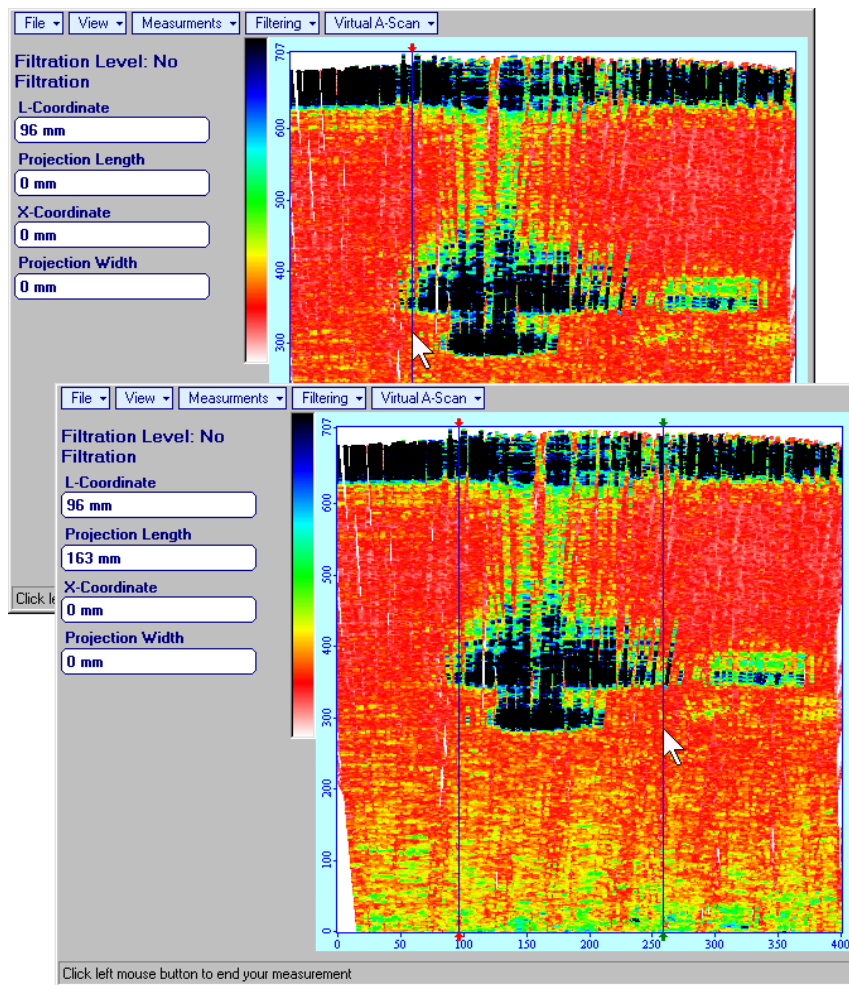 File View Measurments Filtering Virtual A-Scan
Filtration Level: No
Filtration
L-Coordinate
96 mm
Projection Length
0 mm
X-Coordinate
0 mm
Projection Width
0 mm
707
600
500
400
300
Click
File View Measurments Filtering Virtual A-Scan
Filtration Level: No
Filtration
L-Coordinate
96 mm
Projection Length
163 mm
X-Coordinate
0 mm
Projection Width
0 mm
707
600
500
400
300
200
100
0
0 50 100 150 200 250 300 350 400
Click left mouse button to end your measurement